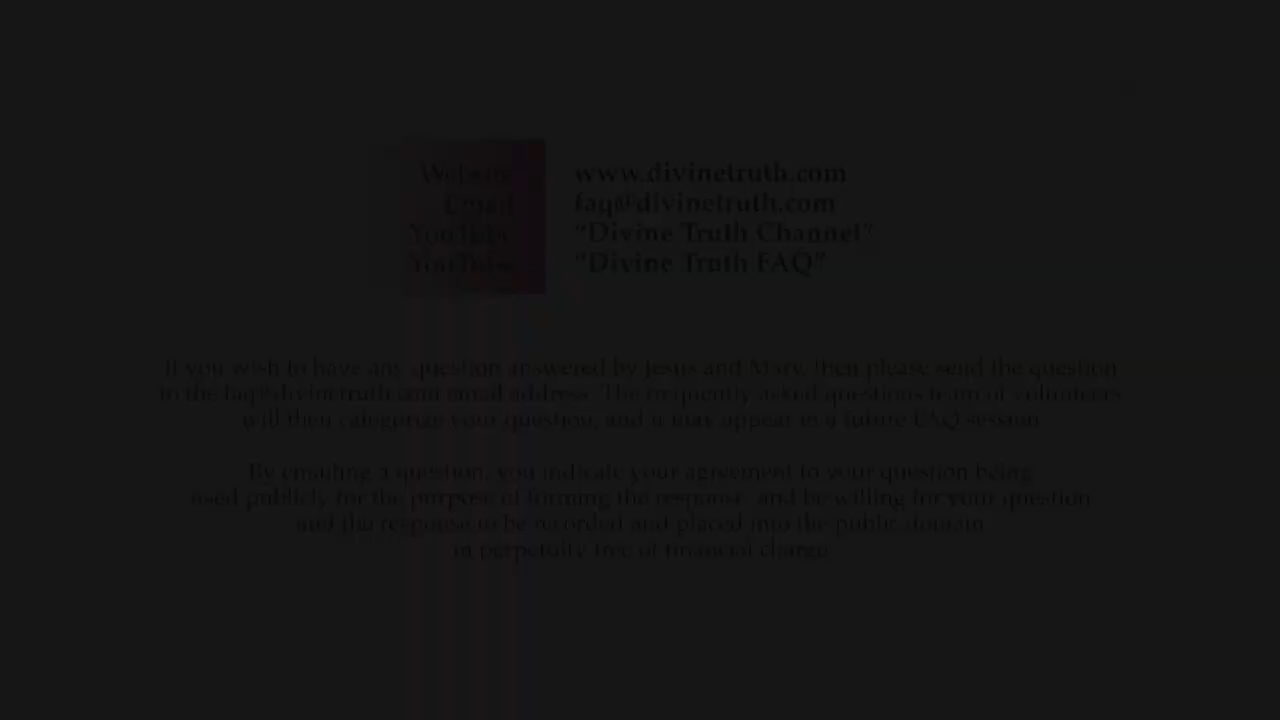 Website www.divinetruth.com
Email faq@divinetruth.com
YouTube "Divine Truth Channel"
YouTube "Divine Truth FAQ"
If you wish to have any question answered by Jesus and Mary, then please send the question
to the faq@divinetruth.com email address. The frequently asked questions team of volunteers
will then categorize your question, and it may appear in a future FAQ session.
By emailing a question, you indicate your agreement to your question being
used publicly for the purpose of forming the response, and be willing for your question
and the response to be recorded and placed into the public domain
in perpetuity free of financial charge.